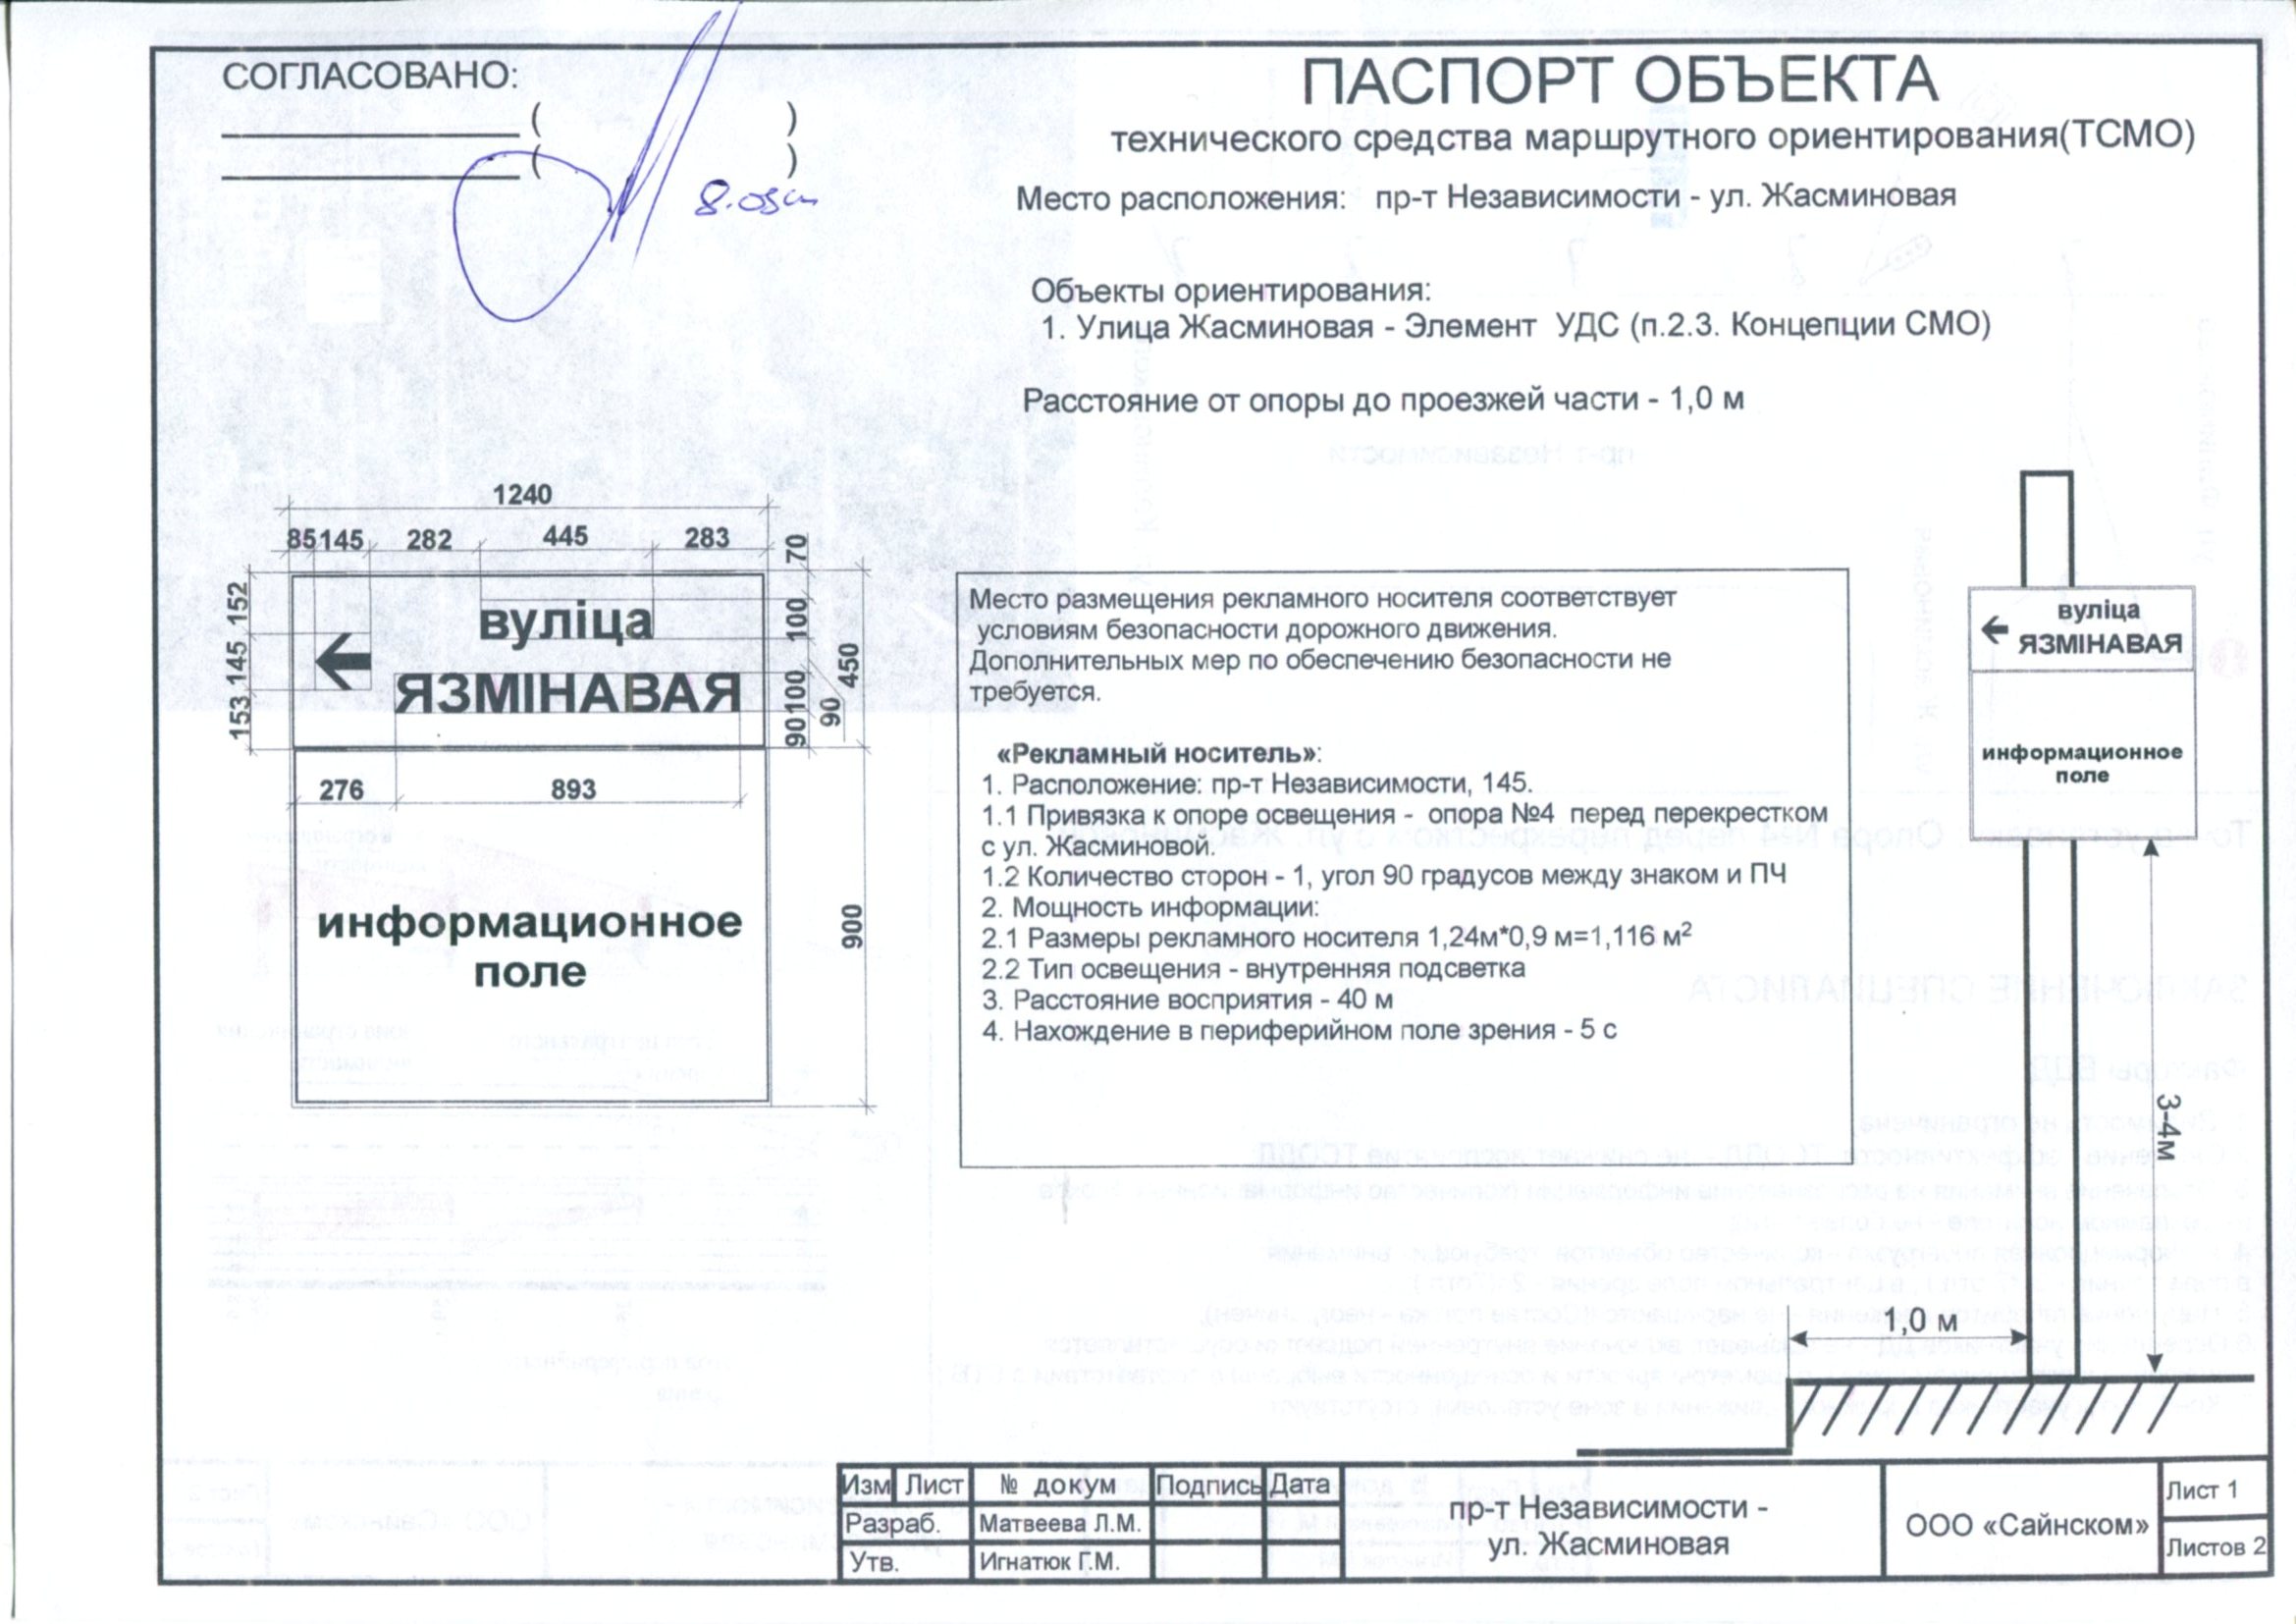 СОГЛАСОВАНО:
( )
( )
ПАСПОРТ ОБЪЕКТА
технического средства маршрутного ориентирования(ТСМО)
Место расположения: пр-т Независимости - ул. Жасминовая
Объекты ориентирования:
1. Улица Жасминовая - Элемент УДС (п.2.3. Концепции СМО)
Расстояние от опоры до проезжей части - 1,0 м
1240
85 145 282 445 283
70
152
145
153
100
100
90
90
450
вуліца
ЯЗМІНАВАЯ
276 893
900
информационное
поле
Место размещения рекламного носителя соответствует
условиям безопасности дорожного движения.
Дополнительных мер по обеспечению безопасности не
требуется.
«Рекламный носитель»:
1. Расположение: пр-т Независимости, 145.
1.1 Привязка к опоре освещения - опора №4 перед перекрестком
с ул. Жасминовой.
1.2 Количество сторон - 1, угол 90 градусов между знаком и ПЧ
2. Мощность информации:
2.1 Размеры рекламного носителя 1,24м*0,9 м=1,116 м²
2.2 Тип освещения - внутренняя подсветка
3. Расстояние восприятия - 40 м
4. Нахождение в периферийном поле зрения - 5 с
вуліца
ЯЗМІНАВАЯ
информационное
поле
3-4м
1,0 м
Изм Лист № докум Подпись Дата
Разраб. Матвеева Л.М.
Утв. Игнатюк Г.М.
пр-т Независимости -
ул. Жасминовая
ООО «Сайнском»
Лист 1
Листов 2